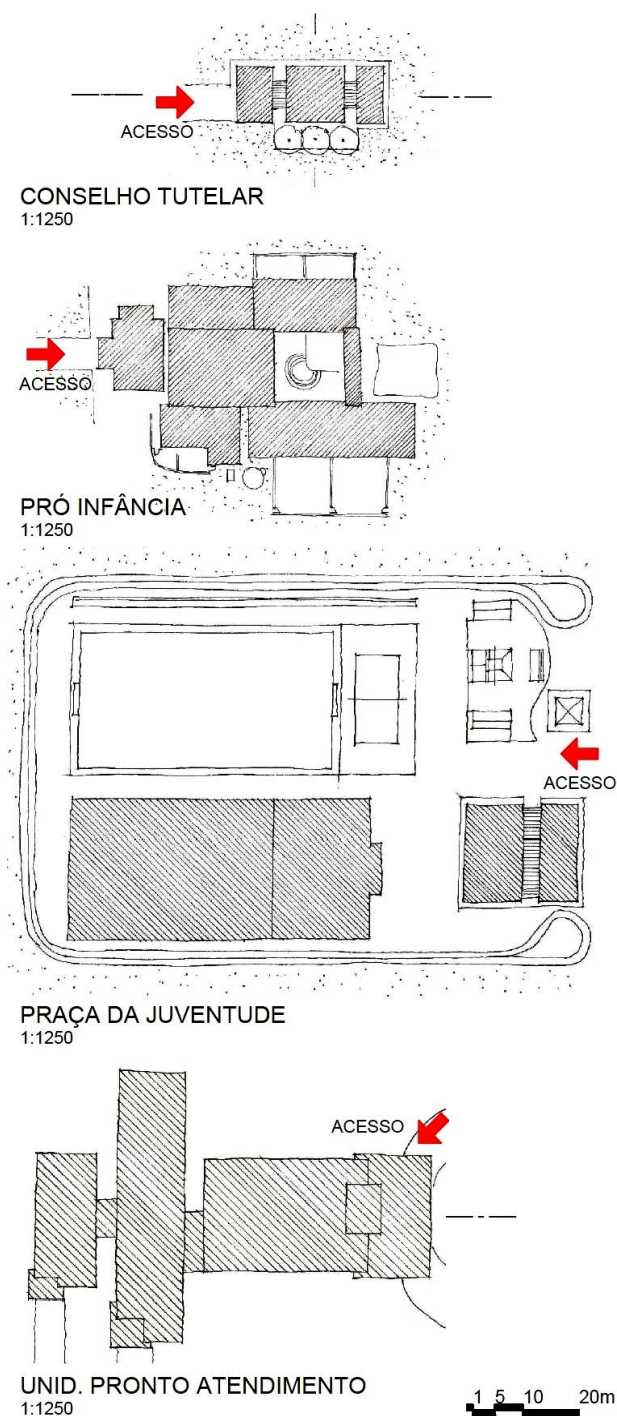 ACESSO
CONSELHO TUTELAR
1:1250
ACESSO
PRÓ INFÂNCIA
1:1250
ACESSO
PRAÇA DA JUVENTUDE
1:1250
ACESSO
UNID. PRONTO ATENDIMENTO
1:1250
1 5 10 20m